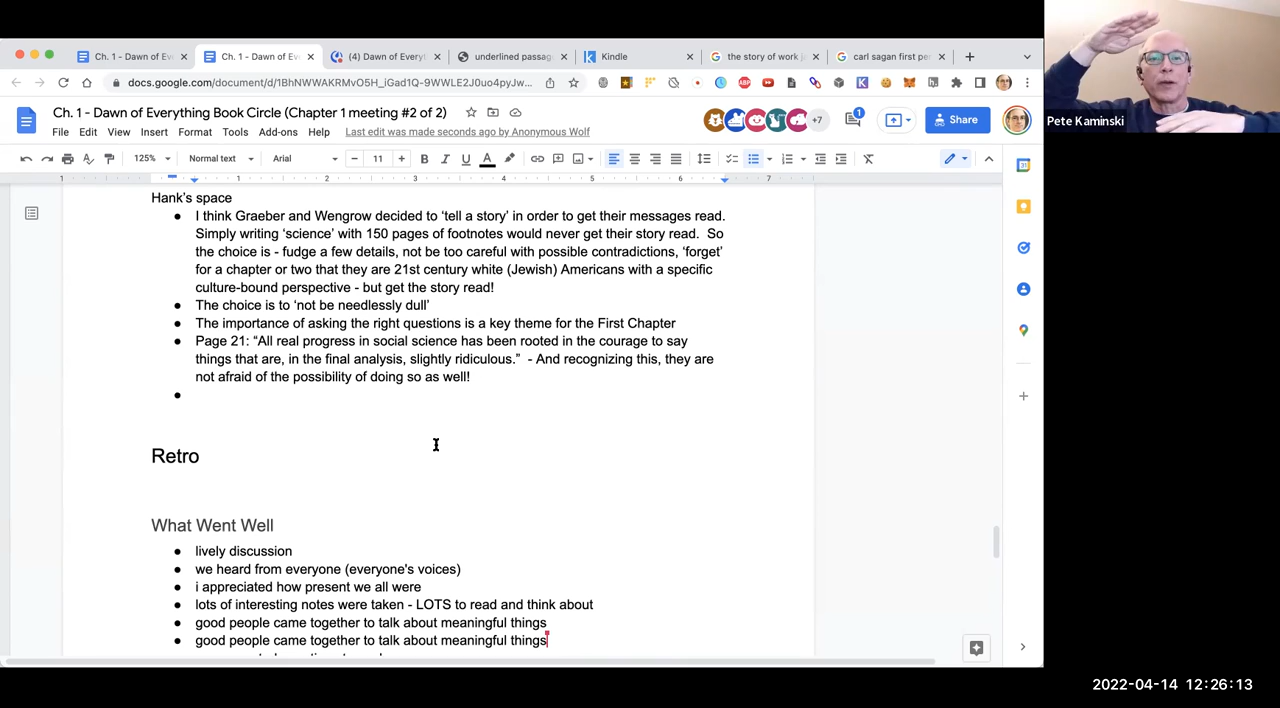 Ch. 1 - Dawn of Ev
Ch. 1 - Dawn of Ev
(4) Dawn of Every
underlined passag
Kindle
the story of work j
carl sagan first per
docs.google.com/document/d/1BhNWWAKRMvO5H_iGad1Q-9WWLE2J0uo4pyJw...
Ch. 1 - Dawn of Everything Book Circle (Chapter 1 meeting #2 of 2)
+7
1
Share
File Edit View Insert Format Tools Add-ons Help Last edit was made seconds ago by Anonymous Wolf
125% Normal text Arial 11 B I U A
1 1 2 3 4 5 6 7
Hank's space
● I think Graeber and Wengrow decided to ‘tell a story’ in order to get their messages read.
Simply writing ‘science’ with 150 pages of footnotes would never get their story read. So
the choice is - fudge a few details, not be too careful with possible contradictions, ‘forget’
for a chapter or two that they are 21st century white (Jewish) Americans with a specific
culture-bound perspective - but get the story read!
● The choice is to ‘not be needlessly dull’
● The importance of asking the right questions is a key theme for the First Chapter
● Page 21: “All real progress in social science has been rooted in the courage to say
things that are, in the final analysis, slightly ridiculous.” - And recognizing this, they are
not afraid of the possibility of doing so as well!
●
Retro
What Went Well
● lively discussion
● we heard from everyone (everyone's voices)
● i appreciated how present we all were
● lots of interesting notes were taken - LOTS to read and think about
● good people came together to talk about meaningful things
● good people came together to talk about meaningful things
Pete Kaminski
2022-04-14 12:26:13